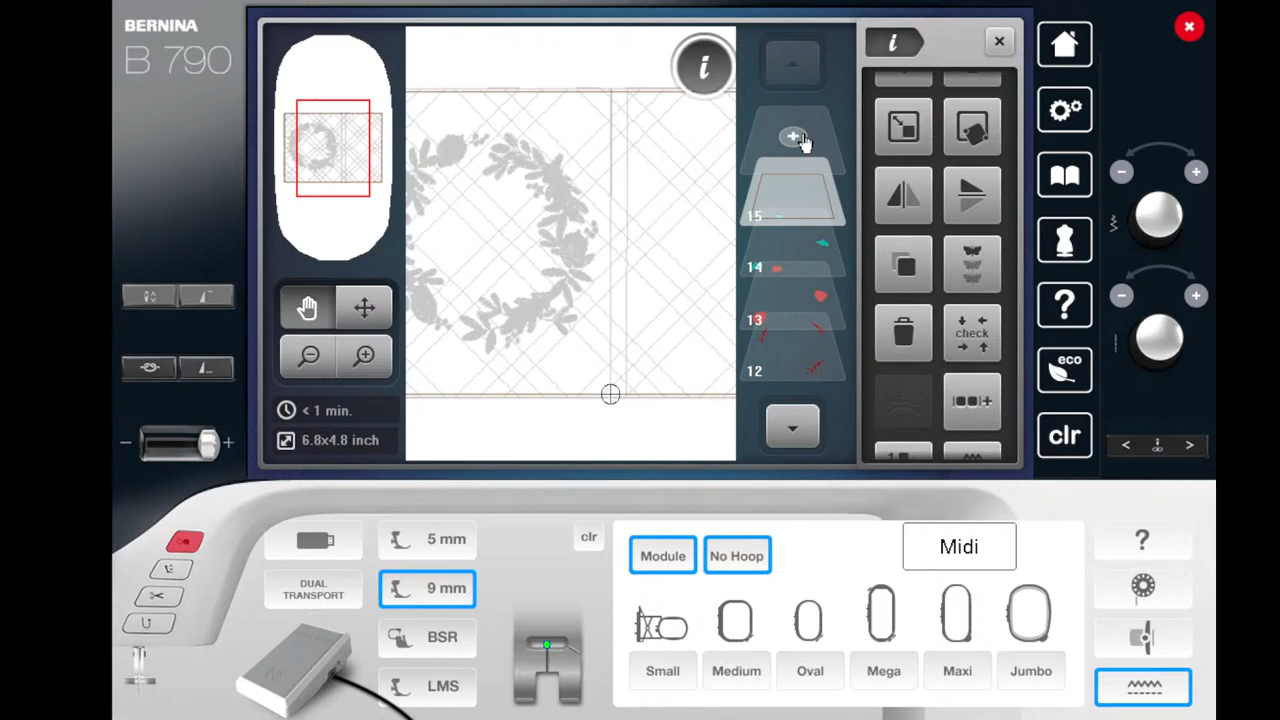 BERNINA
B 790
i
i
15
14
13
12
check
eco
clr
< 1 min.
6.8x4.8 inch
5 mm
DUAL
TRANSPORT
9 mm
BSR
LMS
clr
Module
No Hoop
Midi
Small
Medium
Oval
Mega
Maxi
Jumbo
?
?